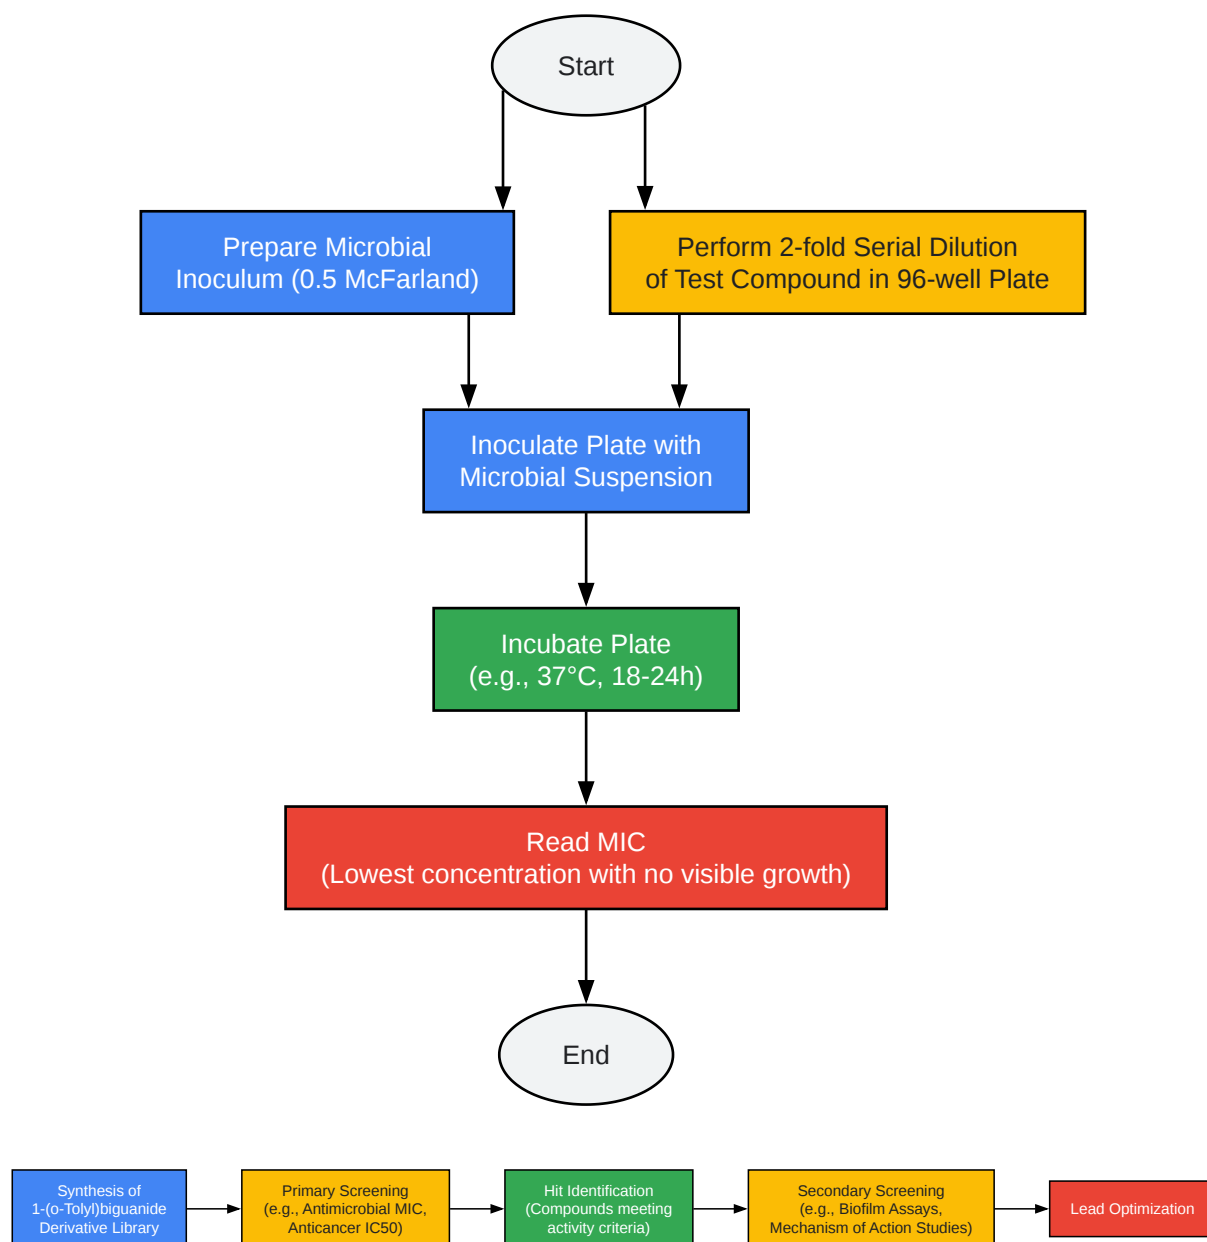 Start
Prepare Microbial
Inoculum (0.5 McFarland)
Perform 2-fold Serial Dilution
of Test Compound in 96-well Plate
Inoculate Plate with
Microbial Suspension
Incubate Plate
(e.g., 37°C, 18-24h)
Read MIC
(Lowest concentration with no visible growth)
End
Synthesis of
1-(o-Tolyl)biguanide
Derivative Library
Primary Screening
(e.g., Antimicrobial MIC,
Anticancer IC50)
Hit Identification
(Compounds meeting
activity criteria)
Secondary Screening
(e.g., Biofilm Assays,
Mechanism of Action Studies)
Lead Optimization